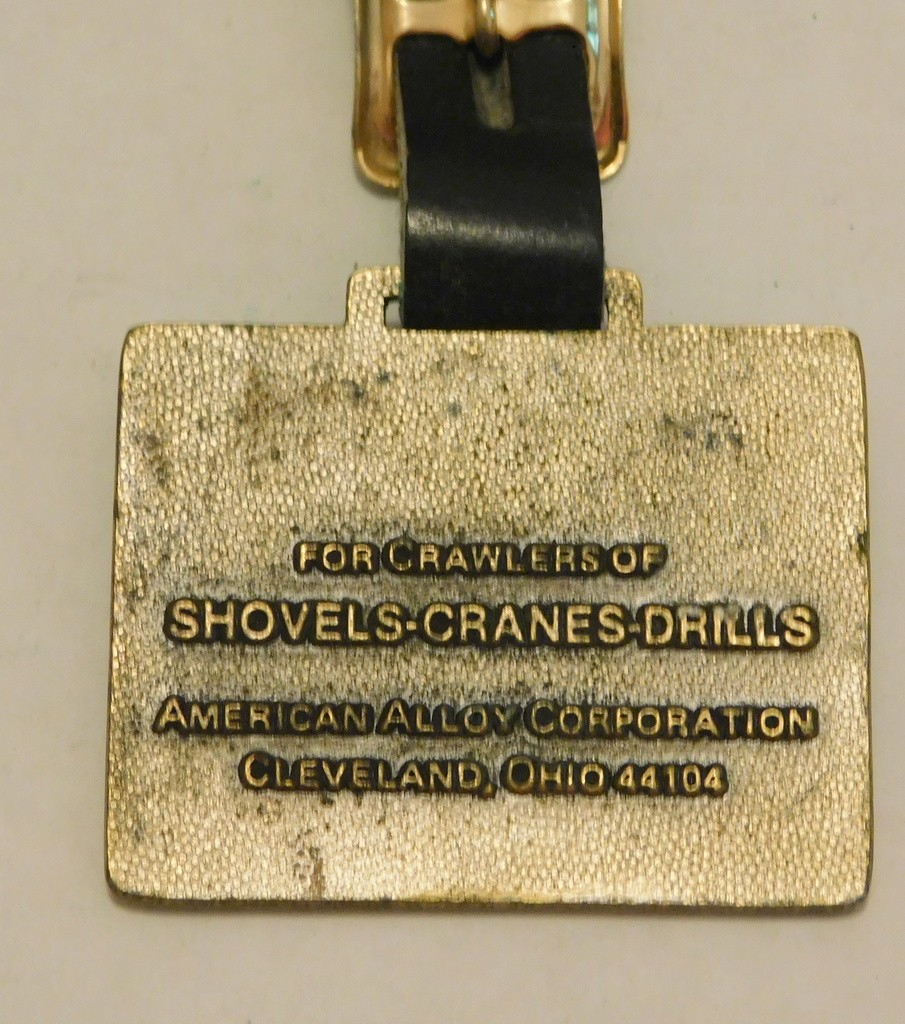 FOR CRAWLERS OF
SHOVELS-CRANES-DRILLS
AMERICAN ALLOY CORPORATION
CLEVELAND, OHIO 44104